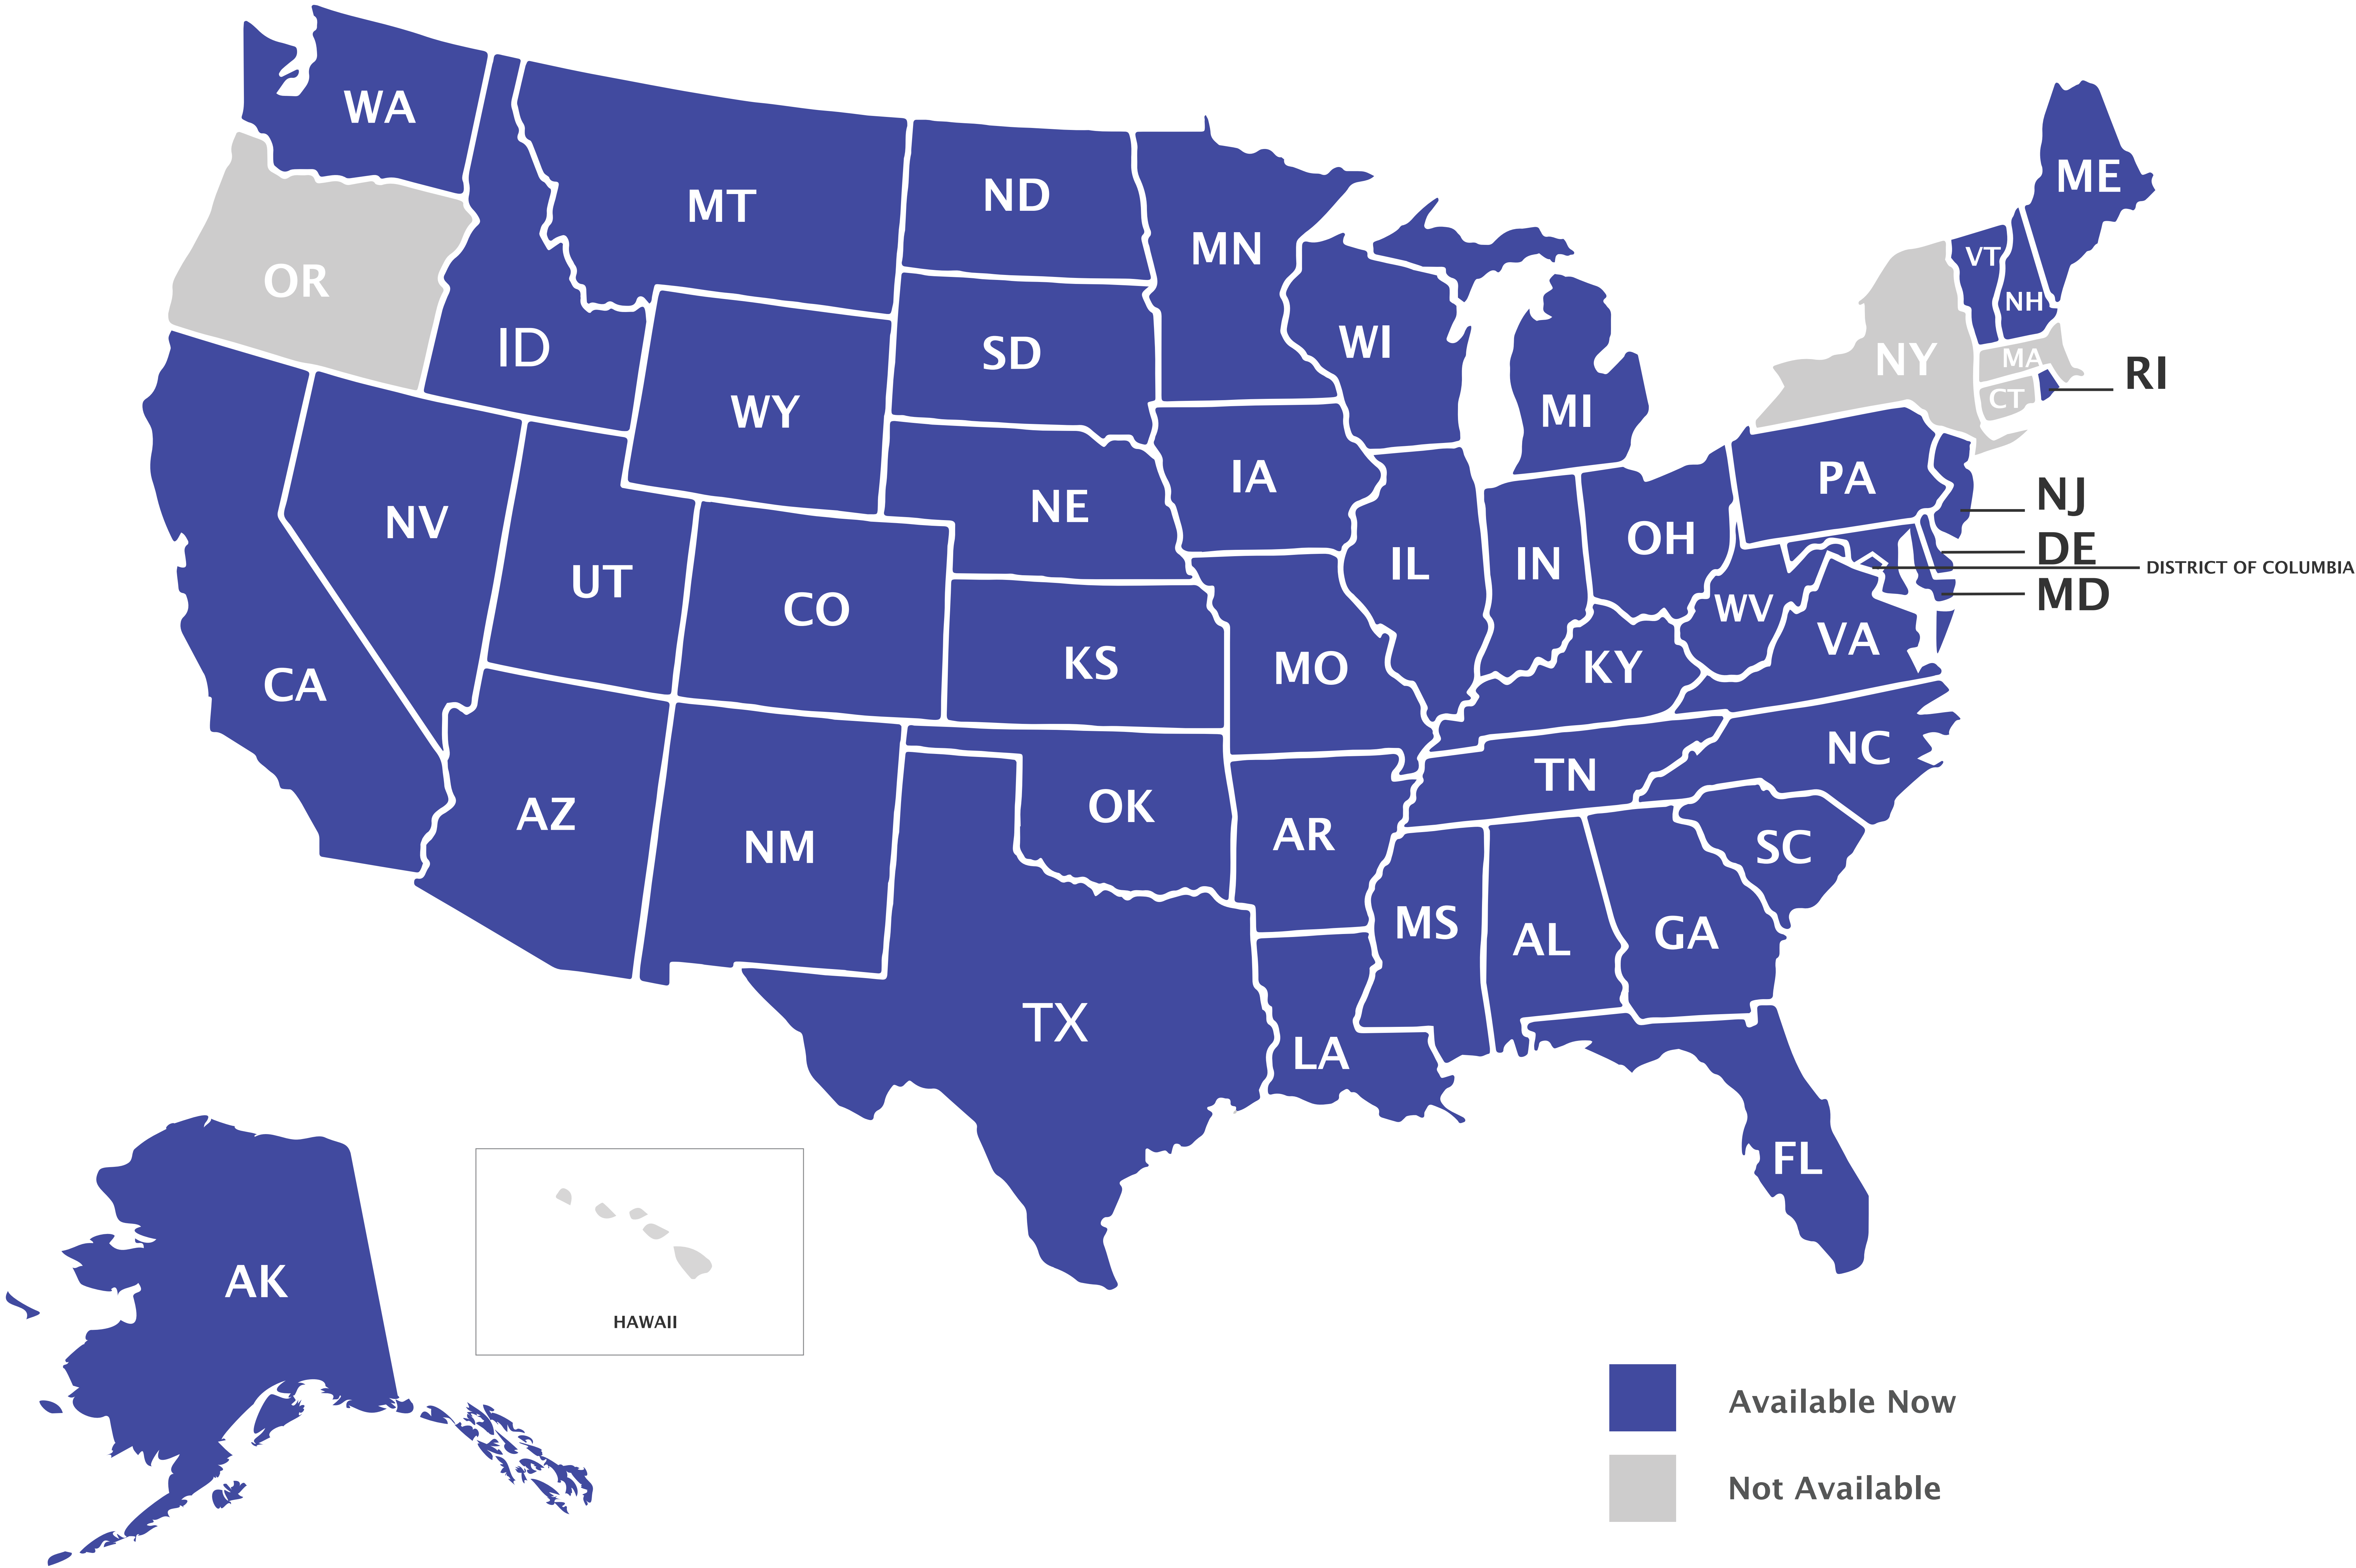 WA
ME
MT
ND
VT
MN
OR
NH
ID
WI
SD
NY
MA
RI
WY
CT
MI
IA
PA
NE
NJ
NV
OH
DE
IL
IN
DISTRICT OF COLUMBIA
UT
MD
CO
WV
VA
KS
KY
MO
CA
NC
TN
OK
AZ
AR
NM
SC
MS
GA
AL
TX
LA
FL
AK
HAWAII
Available Now
Not Available